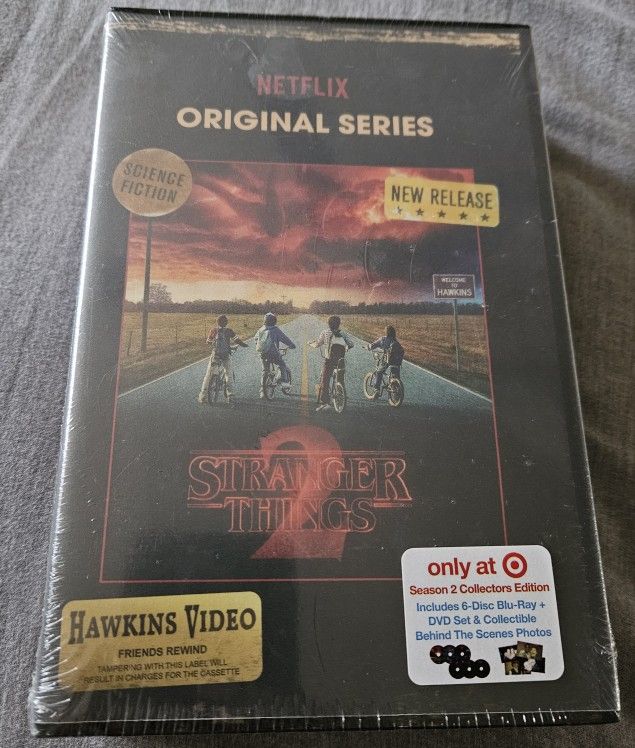 NETFLIX
ORIGINAL SERIES
SCIENCE
FICTION
NEW RELEASE
WELCOME
TO
HAWKINS
2
STRANGER
THINGS
HAWKINS VIDEO
FRIENDS REWIND
TAMPERING WITH THIS LABEL WILL
RESULT IN CHARGES FOR THE CASSETTE
only at
Season 2 Collectors Edition
Includes 6-Disc Blu-Ray +
DVD Set & Collectible
Behind The Scenes Photos